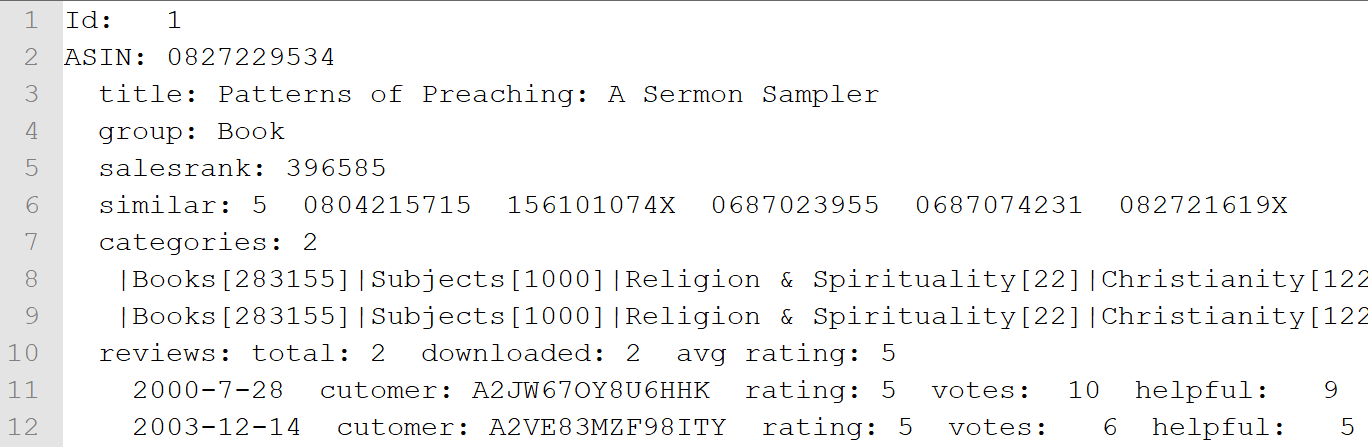 1 Id:   1
2 ASIN: 0827229534
3   title: Patterns of Preaching: A Sermon Sampler
4   group: Book
5   salesrank: 396585
6   similar: 5  0804215715  156101074X  0687023955  0687074231  082721619X
7   categories: 2
8    |Books[283155]|Subjects[1000]|Religion & Spirituality[22]|Christianity[122
9    |Books[283155]|Subjects[1000]|Religion & Spirituality[22]|Christianity[122
10   reviews: total: 2  downloaded: 2  avg rating: 5
11     2000-7-28  cutomer: A2JW67OY8U6HHK  rating: 5  votes:  10  helpful:   9
12     2003-12-14  cutomer: A2VE83MZF98ITY  rating: 5  votes:   6  helpful:   5